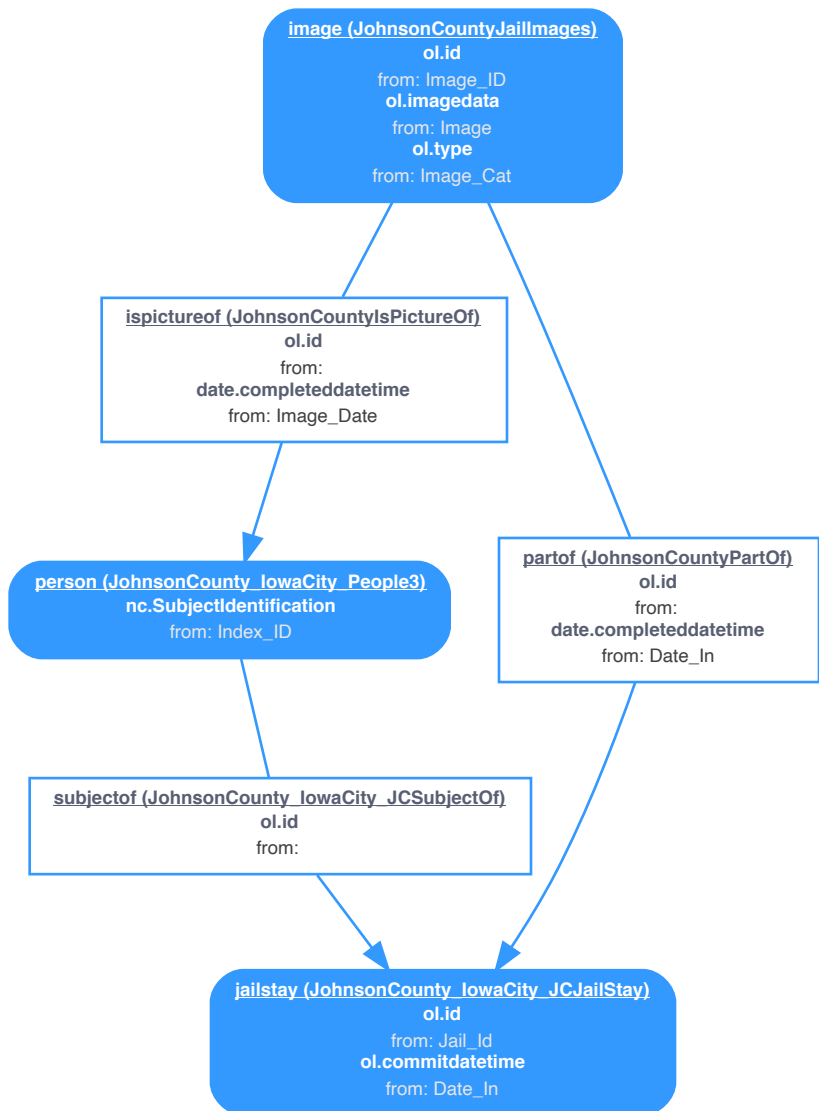 image (JohnsonCountyJailImages)
ol.id
from: Image_ID
ol.imagedata
from: Image
ol.type
from: Image_Cat
ispictureof (JohnsonCountyIsPictureOf)
ol.id
from:
date.completeddatetime
from: Image_Date
person (JohnsonCounty_IowaCity_People3)
nc.SubjectIdentification
from: Index_ID
partof (JohnsonCountyPartOf)
ol.id
from:
date.completeddatetime
from: Date_In
subjectof (JohnsonCounty_IowaCity_JCSubjectOf)
ol.id
from:
jailstay (JohnsonCounty_IowaCity_JCJailStay)
ol.id
from: Jail_Id
ol.commitdatetime
from: Date_In